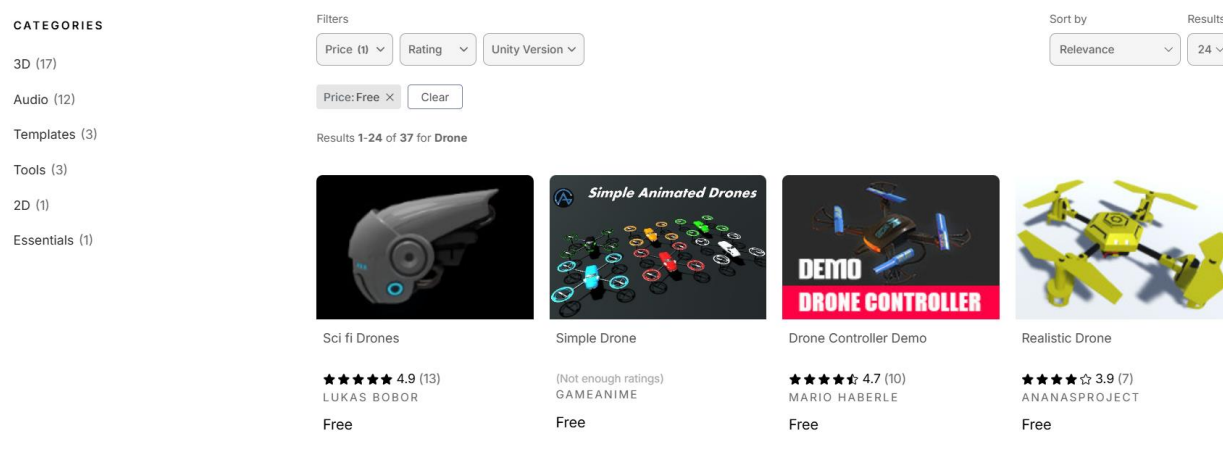 CATEGORIES
3D (17)
Audio (12)
Templates (3)
Tools (3)
2D (1)
Essentials (1)
Filters
Price (1)
Rating
Unity Version
Sort by
Relevance
Results
24
Price: Free
Clear
Results 1-24 of 37 for Drone
Sci fi Drones
4.9 (13)
LUKAS BOBOR
Free
Simple Animated Drones
Simple Drone
(Not enough ratings)
GAMEANIME
Free
DEMO
DRONE CONTROLLER
Drone Controller Demo
4.7 (10)
MARIO HABERLE
Free
Realistic Drone
3.9 (7)
ANANASPROJECT
Free